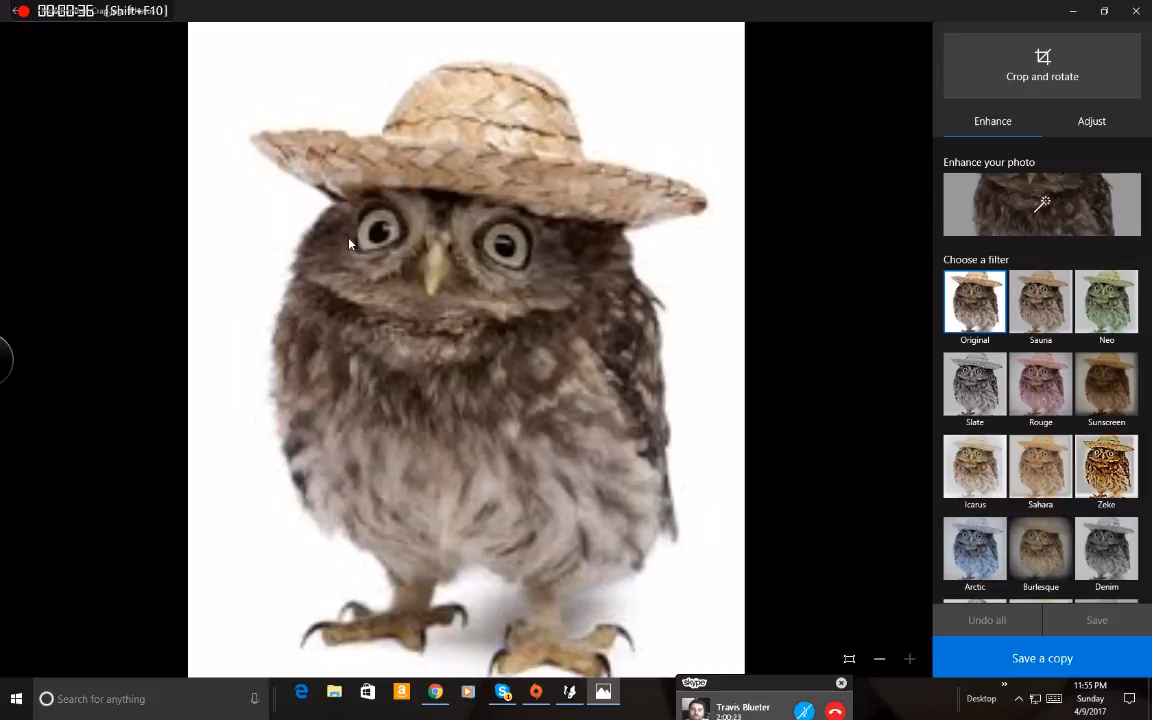 00:00:36 [Shift+F10]
Crop and rotate
Enhance
Adjust
Enhance your photo
Choose a filter
Original
Sauna
Neo
Slate
Rouge
Sunscreen
Icarus
Sahara
Zeke
Arctic
Burlesque
Denim
Undo all
Save
Save a copy
Search for anything
skype
Travis Blueter
2:00:23
Desktop
11:55 PM
Sunday
4/9/2017